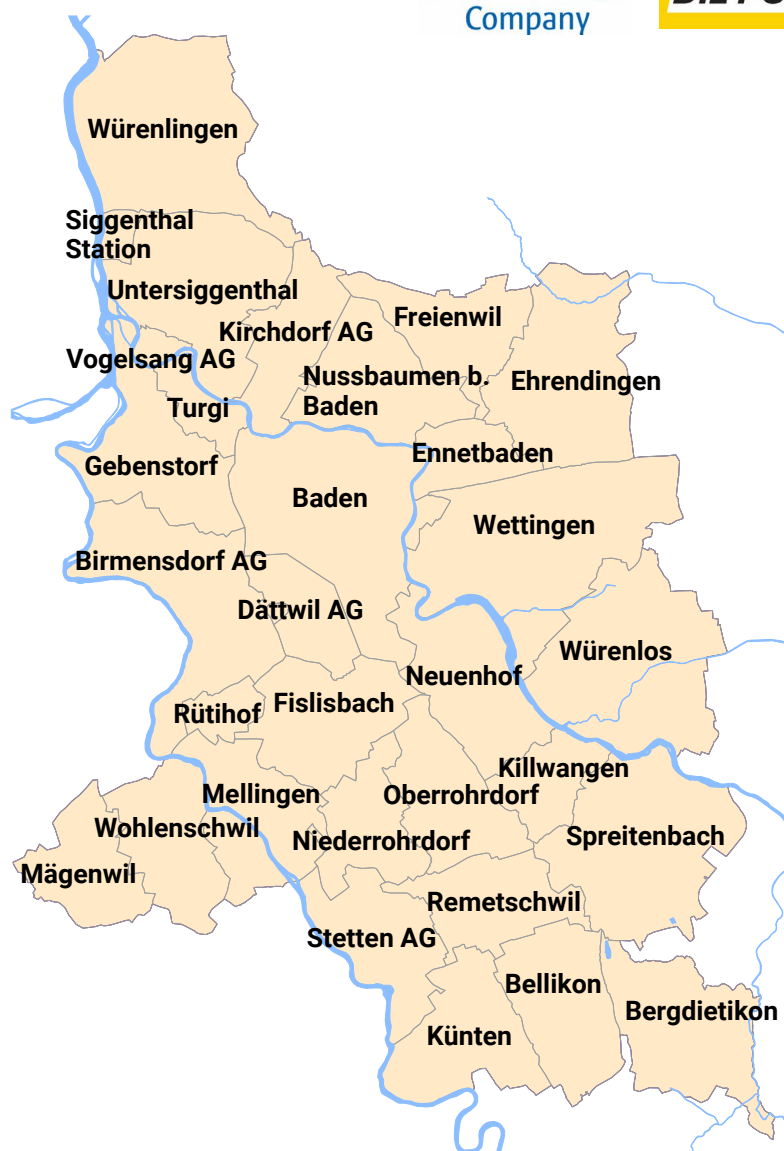 Company
Würenlingen
Siggenthal
Station
Untersiggenthal
Freienwil
Kirchdorf AG
Vogelsang AG
Nussbaumen b.
Baden
Ehrendingen
Turgi
Ennetbaden
Gebenstorf
Baden
Wettingen
Birmensdorf AG
Dättwil AG
Würenlos
Neuenhof
Fislisbach
Rütihof
Killwangen
Mellingen
Oberrohrdorf
Wohlenschwil
Niederrohrdorf
Spreitenbach
Mägenwil
Remetschwil
Stetten AG
Bellikon
Bergdietikon
Künten